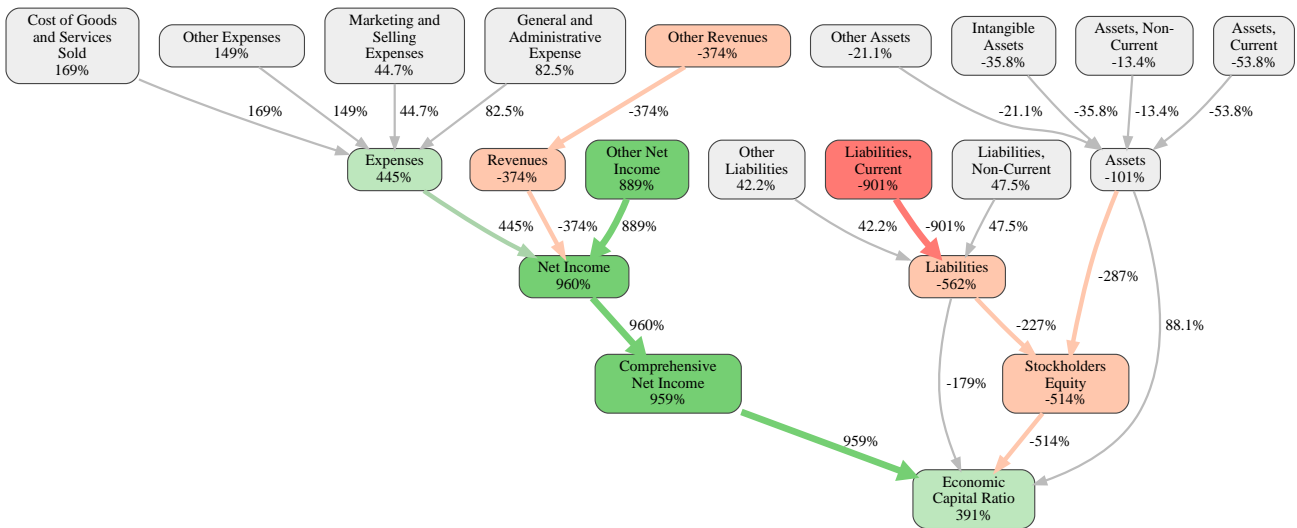 Cost of Goods
and Services
Sold
169%
Other Expenses
149%
Marketing and
Selling
Expenses
44.7%
General and
Administrative
Expense
82.5%
Other Revenues
-374%
Other Assets
-21.1%
Intangible
Assets
-35.8%
Assets, Non-
Current
-13.4%
Assets,
Current
-53.8%
169%
149%
44.7%
82.5%
-374%
-21.1%
-35.8%
-13.4%
-53.8%
Expenses
445%
Revenues
-374%
Other Net
Income
889%
Other
Liabilities
42.2%
Liabilities,
Current
-901%
Liabilities,
Non-Current
47.5%
Assets
-101%
445%
-374%
889%
42.2%
-901%
47.5%
-287%
88.1%
Net Income
960%
Liabilities
-562%
960%
-227%
-179%
Comprehensive
Net Income
959%
Stockholders
Equity
-514%
959%
-514%
Economic
Capital Ratio
391%